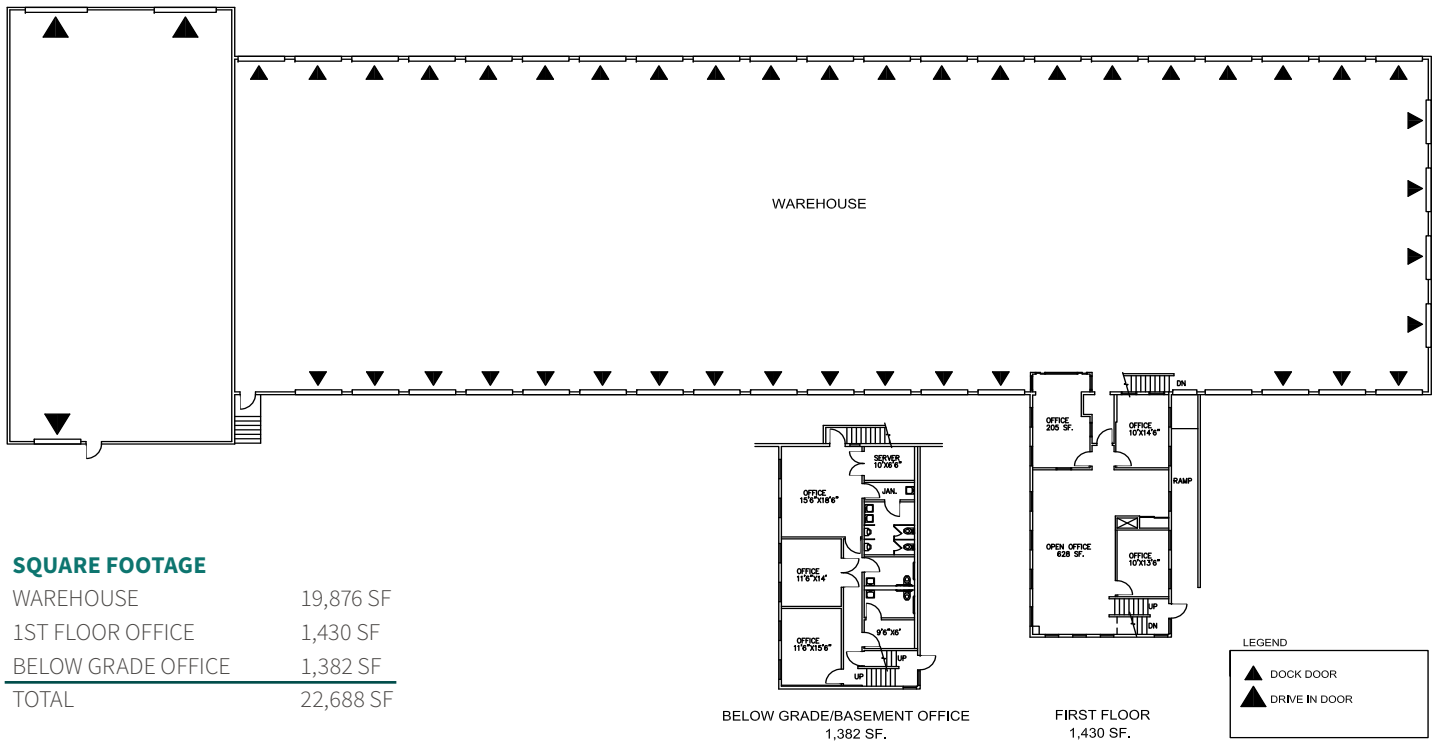 WAREHOUSE
DN
OFFICE
205 SF.
OFFICE
10'X14'6"
RAMP
OPEN OFFICE
628 SF.
OFFICE
10'X13'6"
UP
DN
SERVER
10'X6'6"
JAN.
OFFICE
15'6"X18'6"
OFFICE
11'6"X14'
OFFICE
11'6"X15'6"
9'6"X6'
UP
UP
SQUARE FOOTAGE
WAREHOUSE 19,876 SF
1ST FLOOR OFFICE 1,430 SF
BELOW GRADE OFFICE 1,382 SF
TOTAL 22,688 SF
BELOW GRADE/BASEMENT OFFICE
1,382 SF.
FIRST FLOOR
1,430 SF.
LEGEND
DOCK DOOR
DRIVE IN DOOR